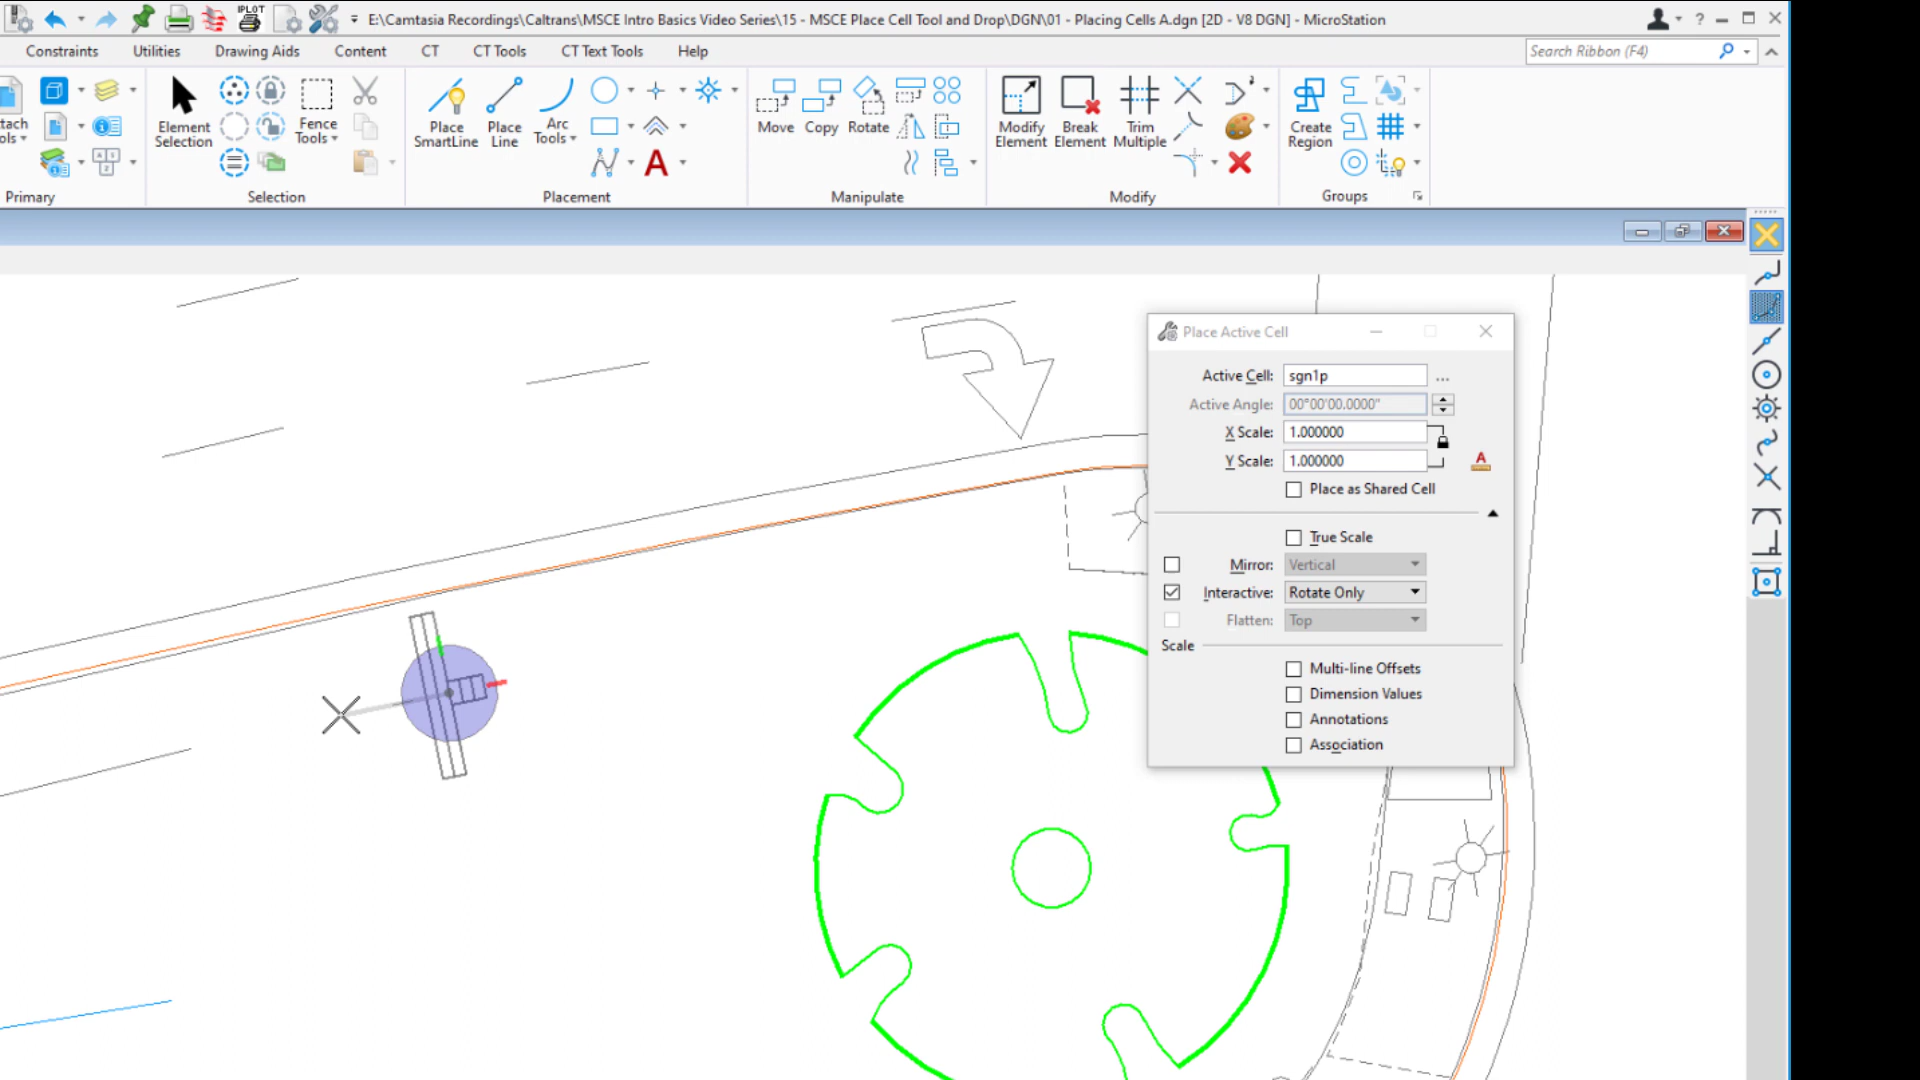 IPLOT
E:\Camtasia Recordings\Caltrans\MSCE Intro Basics Video Series\15 - MSCE Place Cell Tool and Drop\DGN\01 - Placing Cells A.dgn [2D - V8 DGN] - MicroStation
?
Constraints Utilities Drawing Aids Content CT CT Tools CT Text Tools Help
Search Ribbon (F4)
Element
Selection
Fence
Tools
Place
SmartLine
Place
Line
Arc
Tools
Move
Copy
Rotate
Modify
Element
Break
Element
Trim
Multiple
Create
Region
tach
ols
Primary
Selection
Placement
Manipulate
Modify
Groups
Place Active Cell
Active Cell: sgn1p ...
Active Angle: 00°00'00.0000"
X Scale: 1.000000
Y Scale: 1.000000
A
Place as Shared Cell
True Scale
Mirror: Vertical
Interactive: Rotate Only
Flatten: Top
Scale
Multi-line Offsets
Dimension Values
Annotations
Association